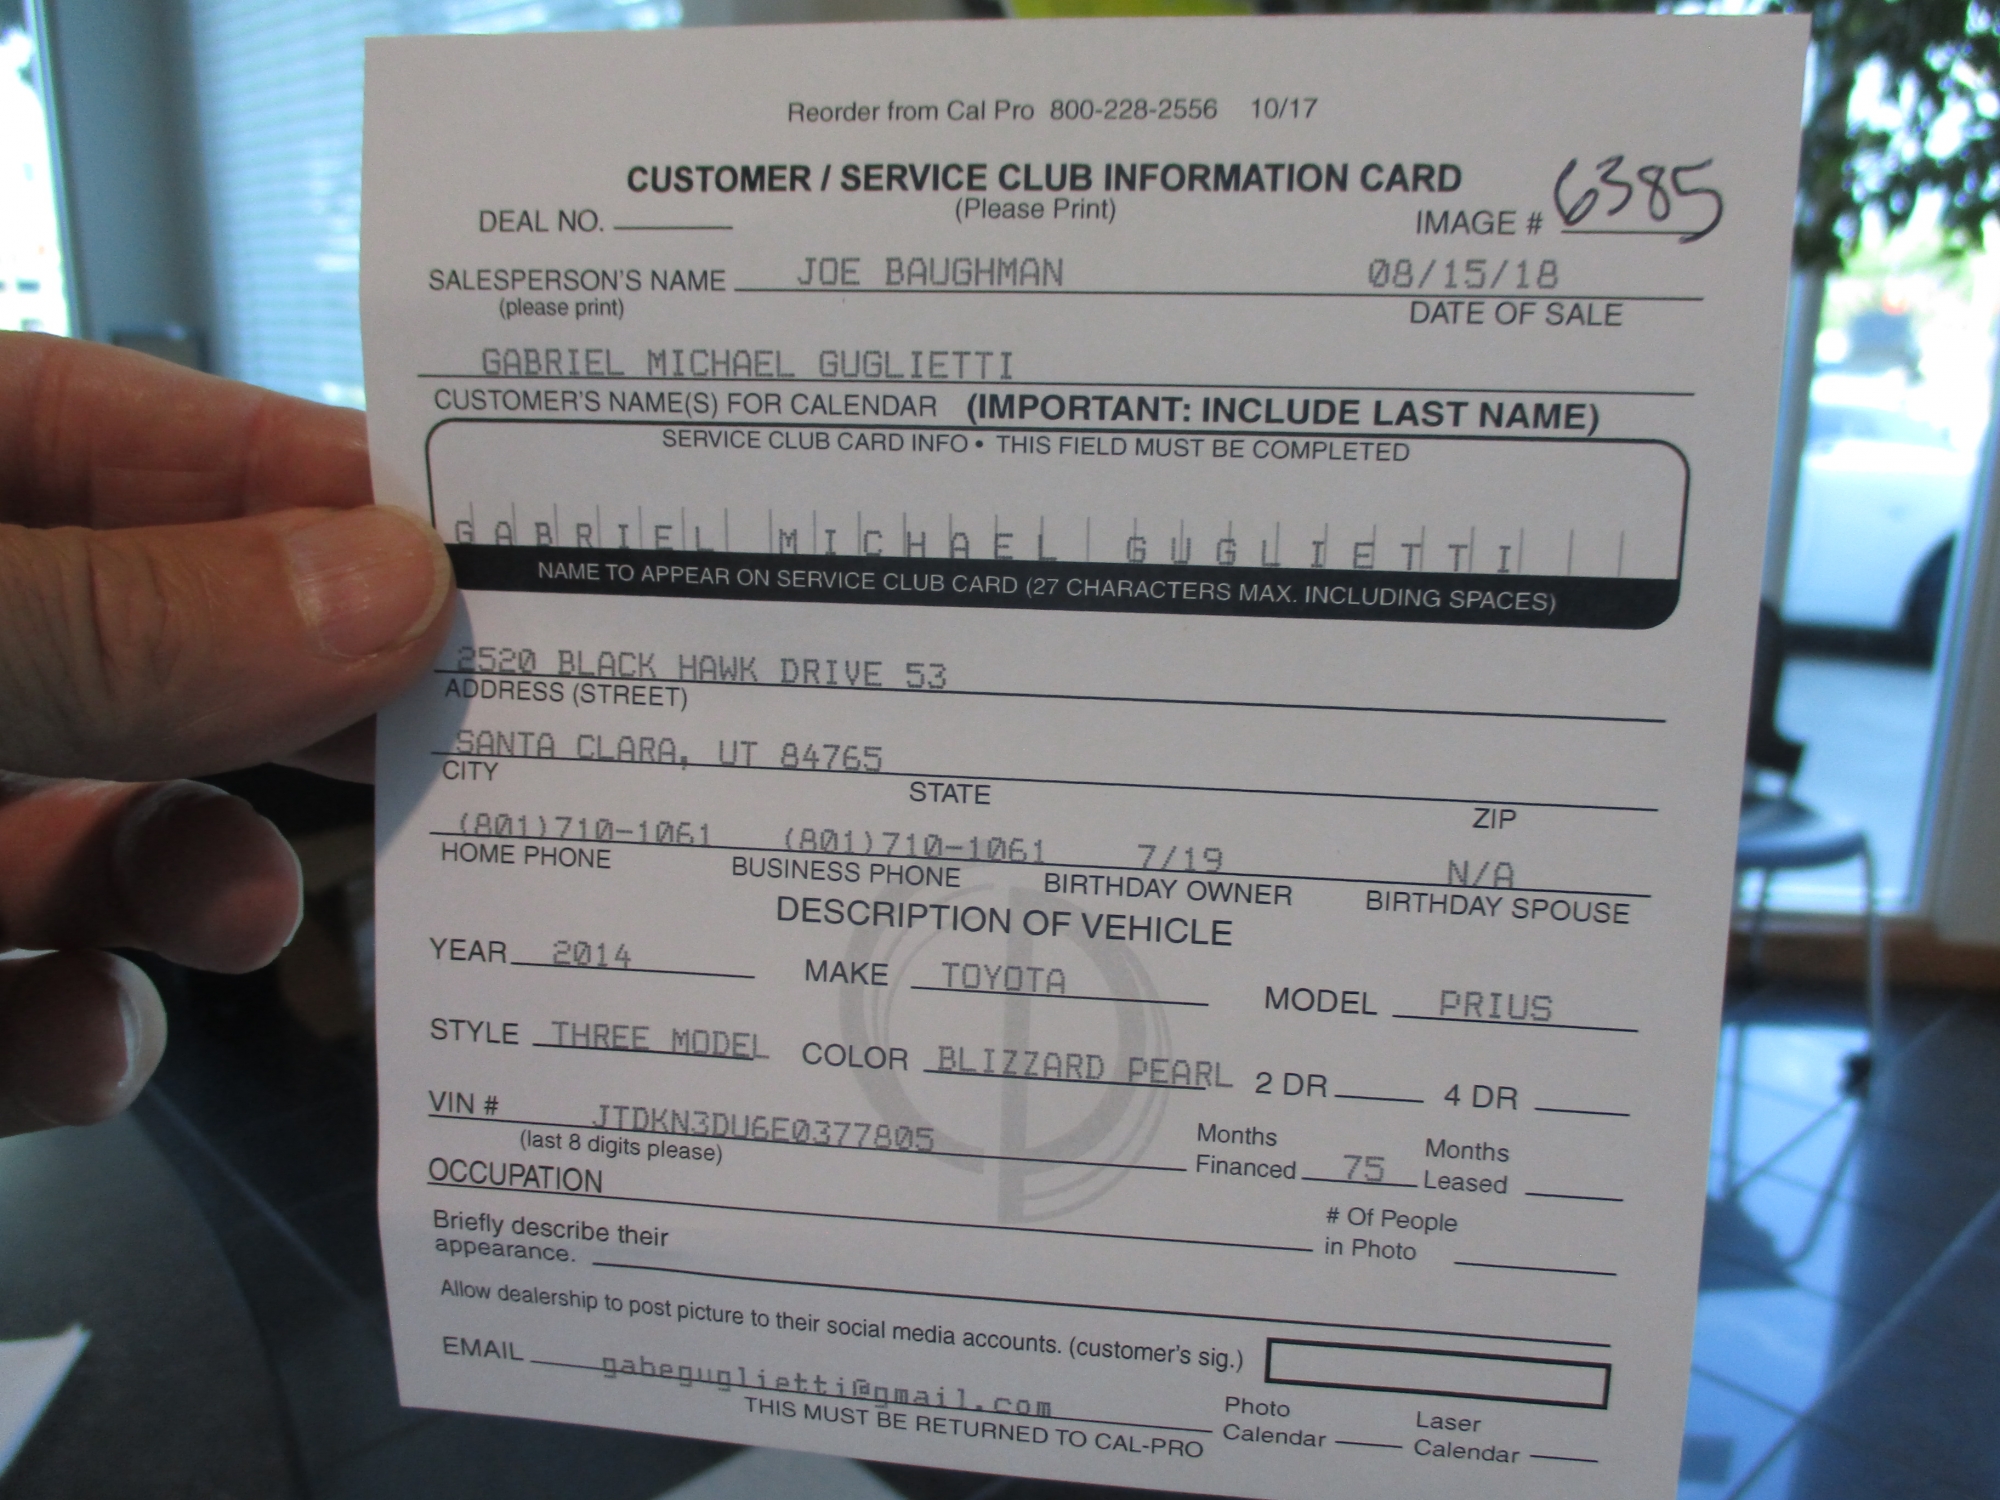 Reorder from Cal Pro 800-228-2556 10/17
CUSTOMER / SERVICE CLUB INFORMATION CARD
(Please Print)
DEAL NO. IMAGE # 6385
SALESPERSON'S NAME JOE BAUGHMAN 08/15/18
(please print) DATE OF SALE
GABRIEL MICHAEL GUGLIETTI
CUSTOMER'S NAME(S) FOR CALENDAR (IMPORTANT: INCLUDE LAST NAME)
SERVICE CLUB CARD INFO • THIS FIELD MUST BE COMPLETED
GABRIEL MICHAEL GUGLIETTI
NAME TO APPEAR ON SERVICE CLUB CARD (27 CHARACTERS MAX. INCLUDING SPACES)
2520 BLACK HAWK DRIVE 53
ADDRESS (STREET)
SANTA CLARA, UT 84765
CITY STATE ZIP
(801)710-1061 (801)710-1061 7/19 N/A
HOME PHONE BUSINESS PHONE BIRTHDAY OWNER BIRTHDAY SPOUSE
DESCRIPTION OF VEHICLE
YEAR 2014 MAKE TOYOTA MODEL PRIUS
STYLE THREE MODEL COLOR BLIZZARD PEARL 2 DR 4 DR
VIN # JTDKN3DU6E0377805
(last 8 digits please)
Months Financed 75 Months Leased
OCCUPATION
# Of People in Photo
Briefly describe their
appearance.
Allow dealership to post picture to their social media accounts. (customer's sig.)
EMAIL gabeguglietti@gmail.com
THIS MUST BE RETURNED TO CAL-PRO
Photo Calendar Laser Calendar